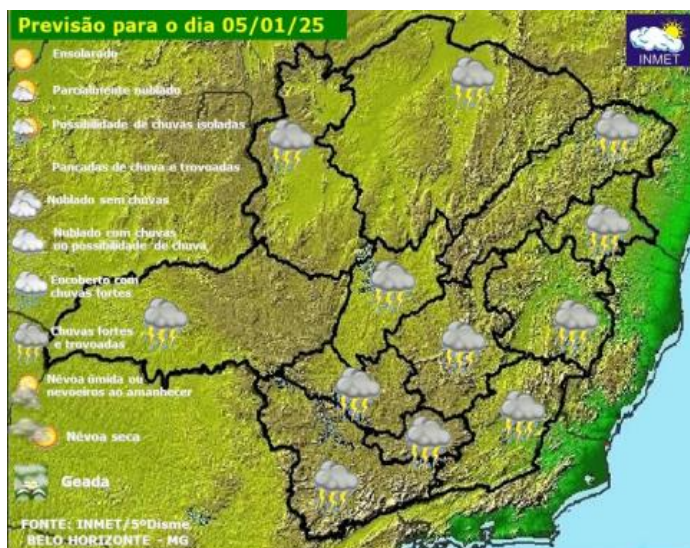 Previsão para o dia 05/01/25
INMET
Ensolarado
Parcialmente nublado
Possibilidade de chuvas isoladas
Pancadas de chuva e trovoadas
Nublado sem chuvas
Nublado com chuvas
ou possibilidade de chuva
Encoberto com
chuvas fortes
Chuvas fortes
e trovoadas
Névoa úmida ou
nevoeiros ao amanhecer
Névoa seca
Geada
FONTE: INMET/5ºDisme
BELO HORIZONTE - MG